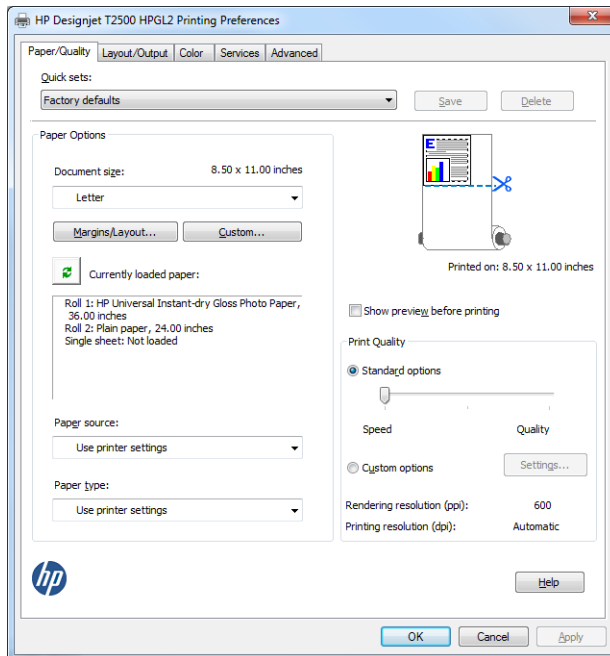 HP Designjet T2500 HPGL2 Printing Preferences
Paper/Quality Layout/Output Color Services Advanced
Quick sets:
Factory defaults Save Delete
Paper Options
Document size: 8.50 x 11.00 inches
Letter
Margins/Layout... Custom...
Currently loaded paper:
Printed on: 8.50 x 11.00 inches
Roll 1: HP Universal Instant-dry Gloss Photo Paper,
36.00 inches
Roll 2: Plain paper, 24.00 inches
Single sheet: Not loaded
Show preview before printing
Print Quality
Standard options
Speed Quality
Paper source:
Use printer settings
Custom options Settings...
Paper type:
Use printer settings
Rendering resolution (ppi): 600
Printing resolution (dpi): Automatic
hp
Help
OK Cancel Apply
E